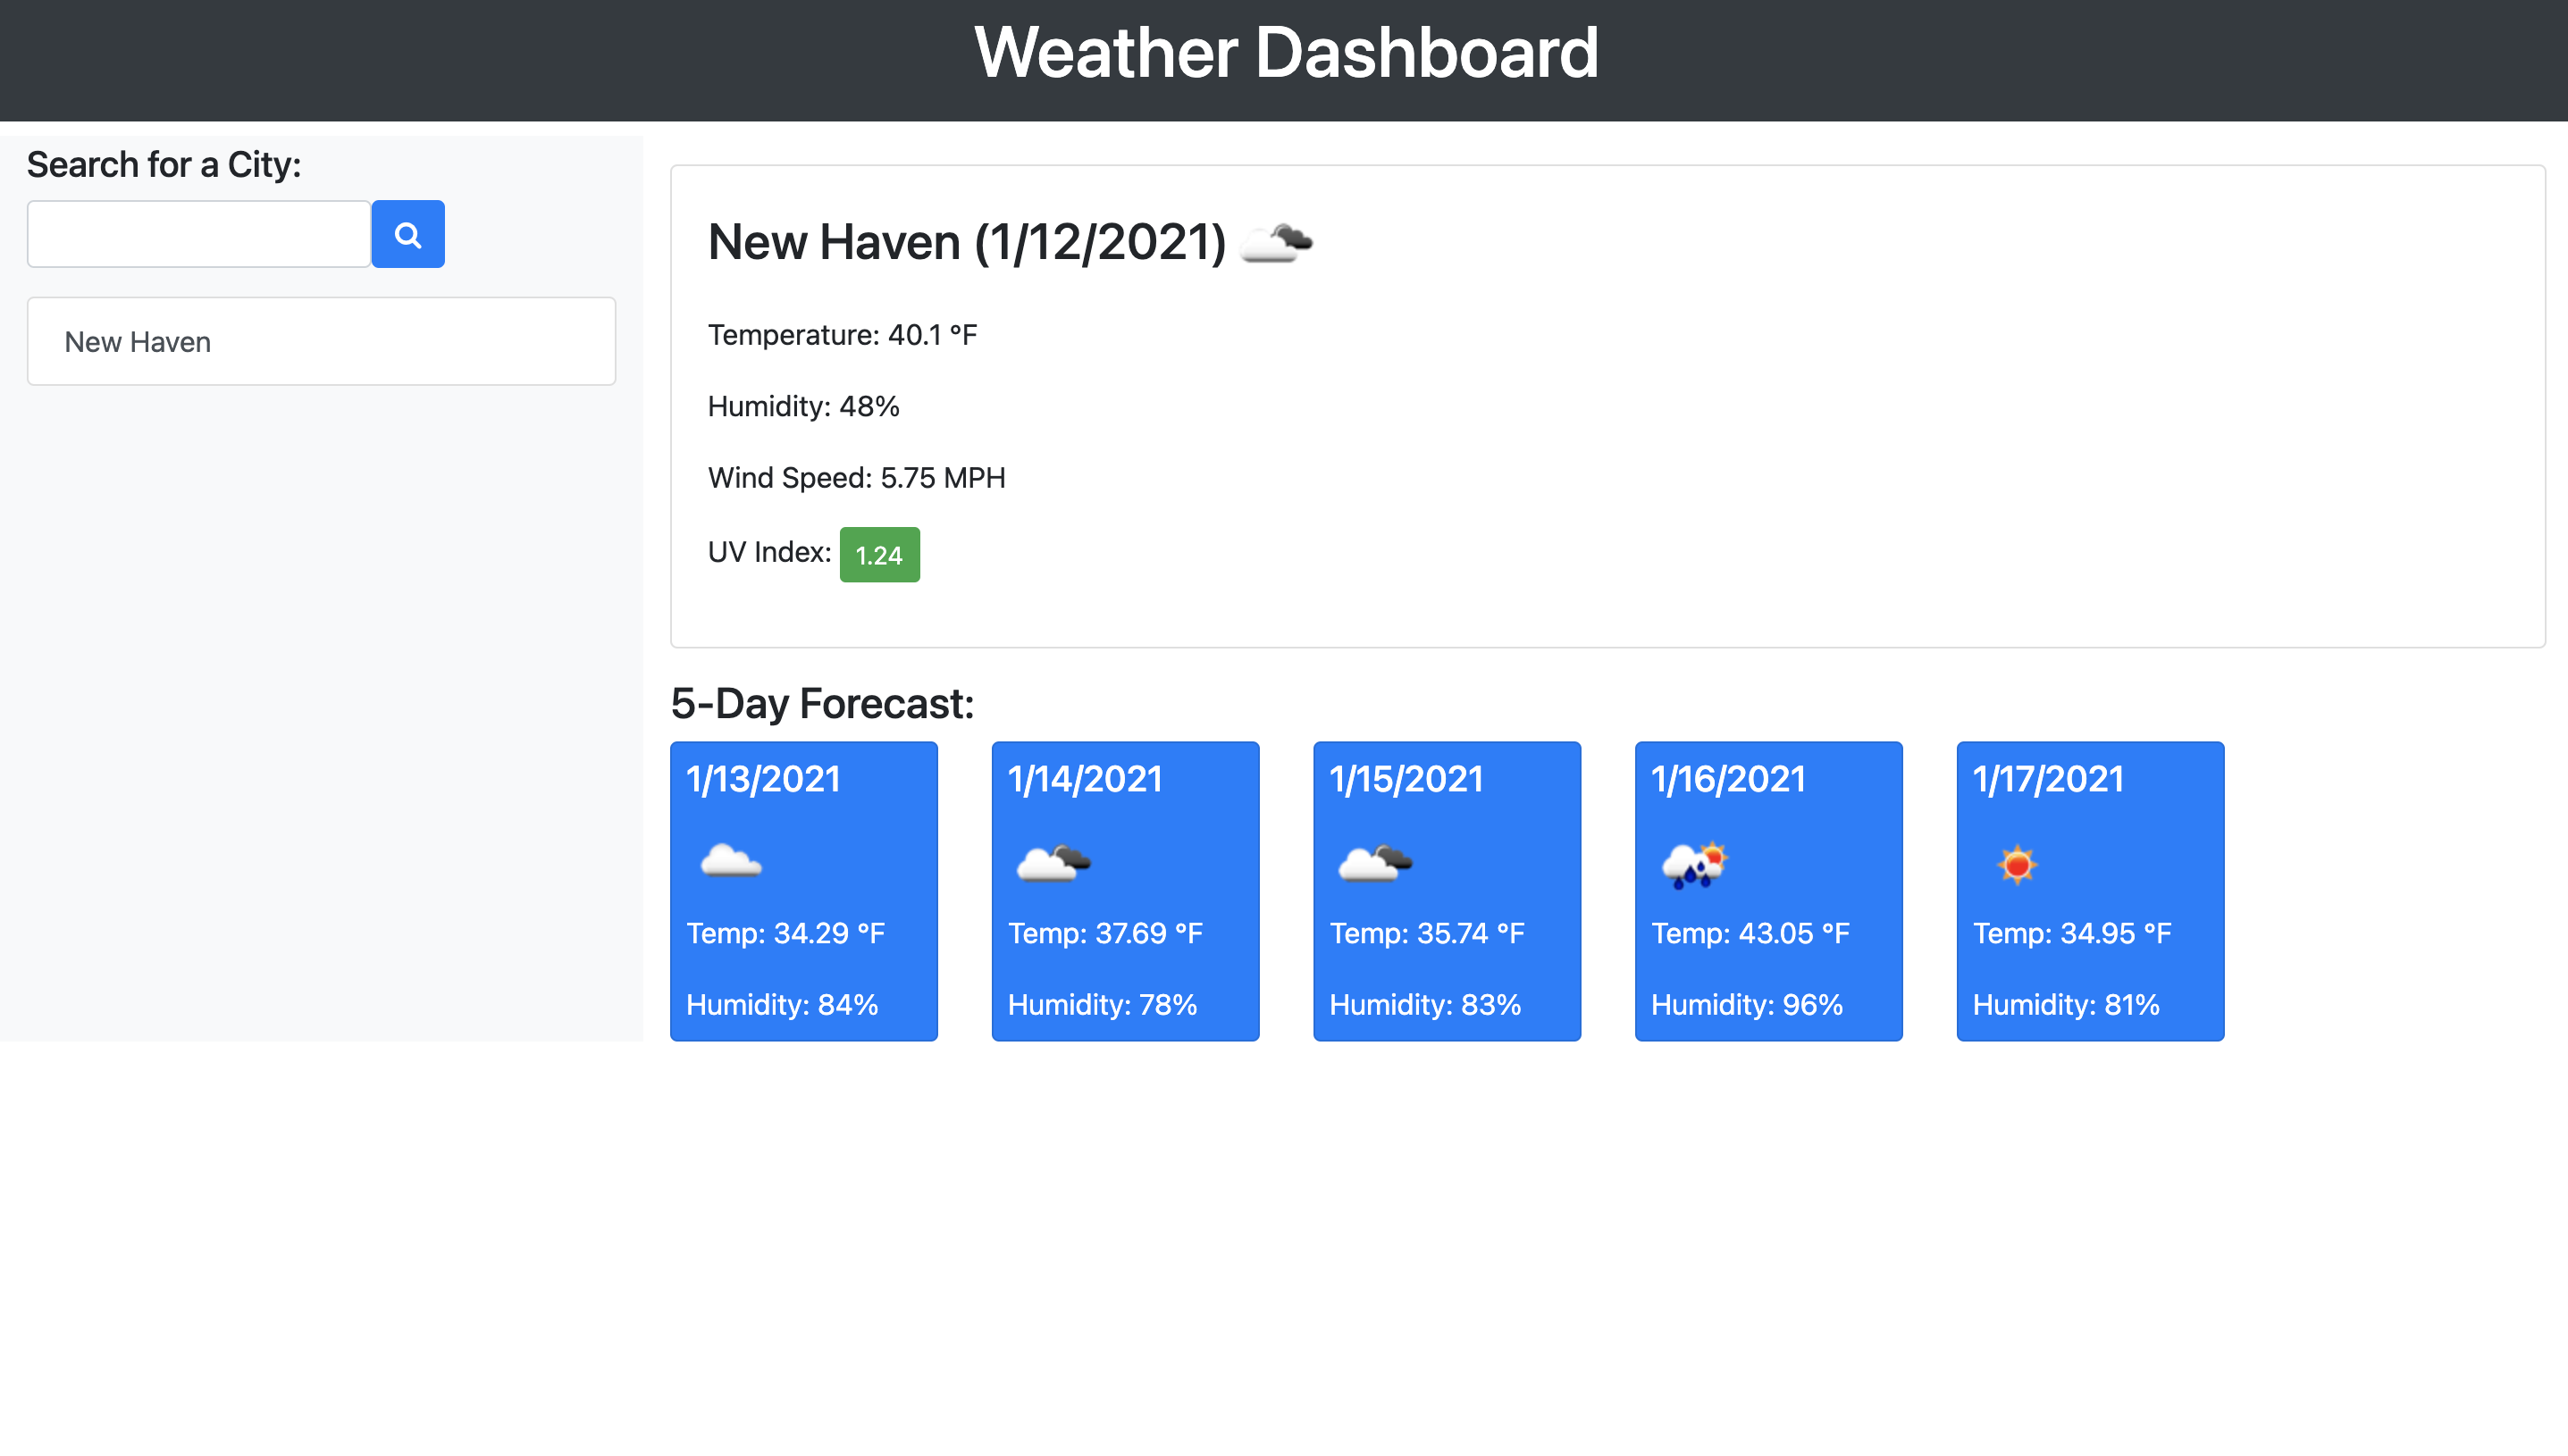 Weather Dashboard
Search for a City:
New Haven
New Haven (1/12/2021)
Temperature: 40.1 °F
Humidity: 48%
Wind Speed: 5.75 MPH
UV Index: 1.24
5-Day Forecast:
1/13/2021
Temp: 34.29 °F
Humidity: 84%
1/14/2021
Temp: 37.69 °F
Humidity: 78%
1/15/2021
Temp: 35.74 °F
Humidity: 83%
1/16/2021
Temp: 43.05 °F
Humidity: 96%
1/17/2021
Temp: 34.95 °F
Humidity: 81%